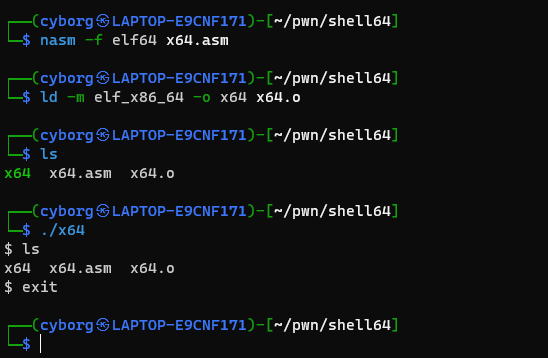 ┌──(cyborg㉿LAPTOP-E9CNF171)-[~/pwn/shell64]
└─$ nasm -f elf64 x64.asm
┌──(cyborg㉿LAPTOP-E9CNF171)-[~/pwn/shell64]
└─$ ld -m elf_x86_64 -o x64 x64.o
┌──(cyborg㉿LAPTOP-E9CNF171)-[~/pwn/shell64]
└─$ ls
x64  x64.asm  x64.o
┌──(cyborg㉿LAPTOP-E9CNF171)-[~/pwn/shell64]
└─$ ./x64
$ ls
x64  x64.asm  x64.o
$ exit
┌──(cyborg㉿LAPTOP-E9CNF171)-[~/pwn/shell64]
└─$